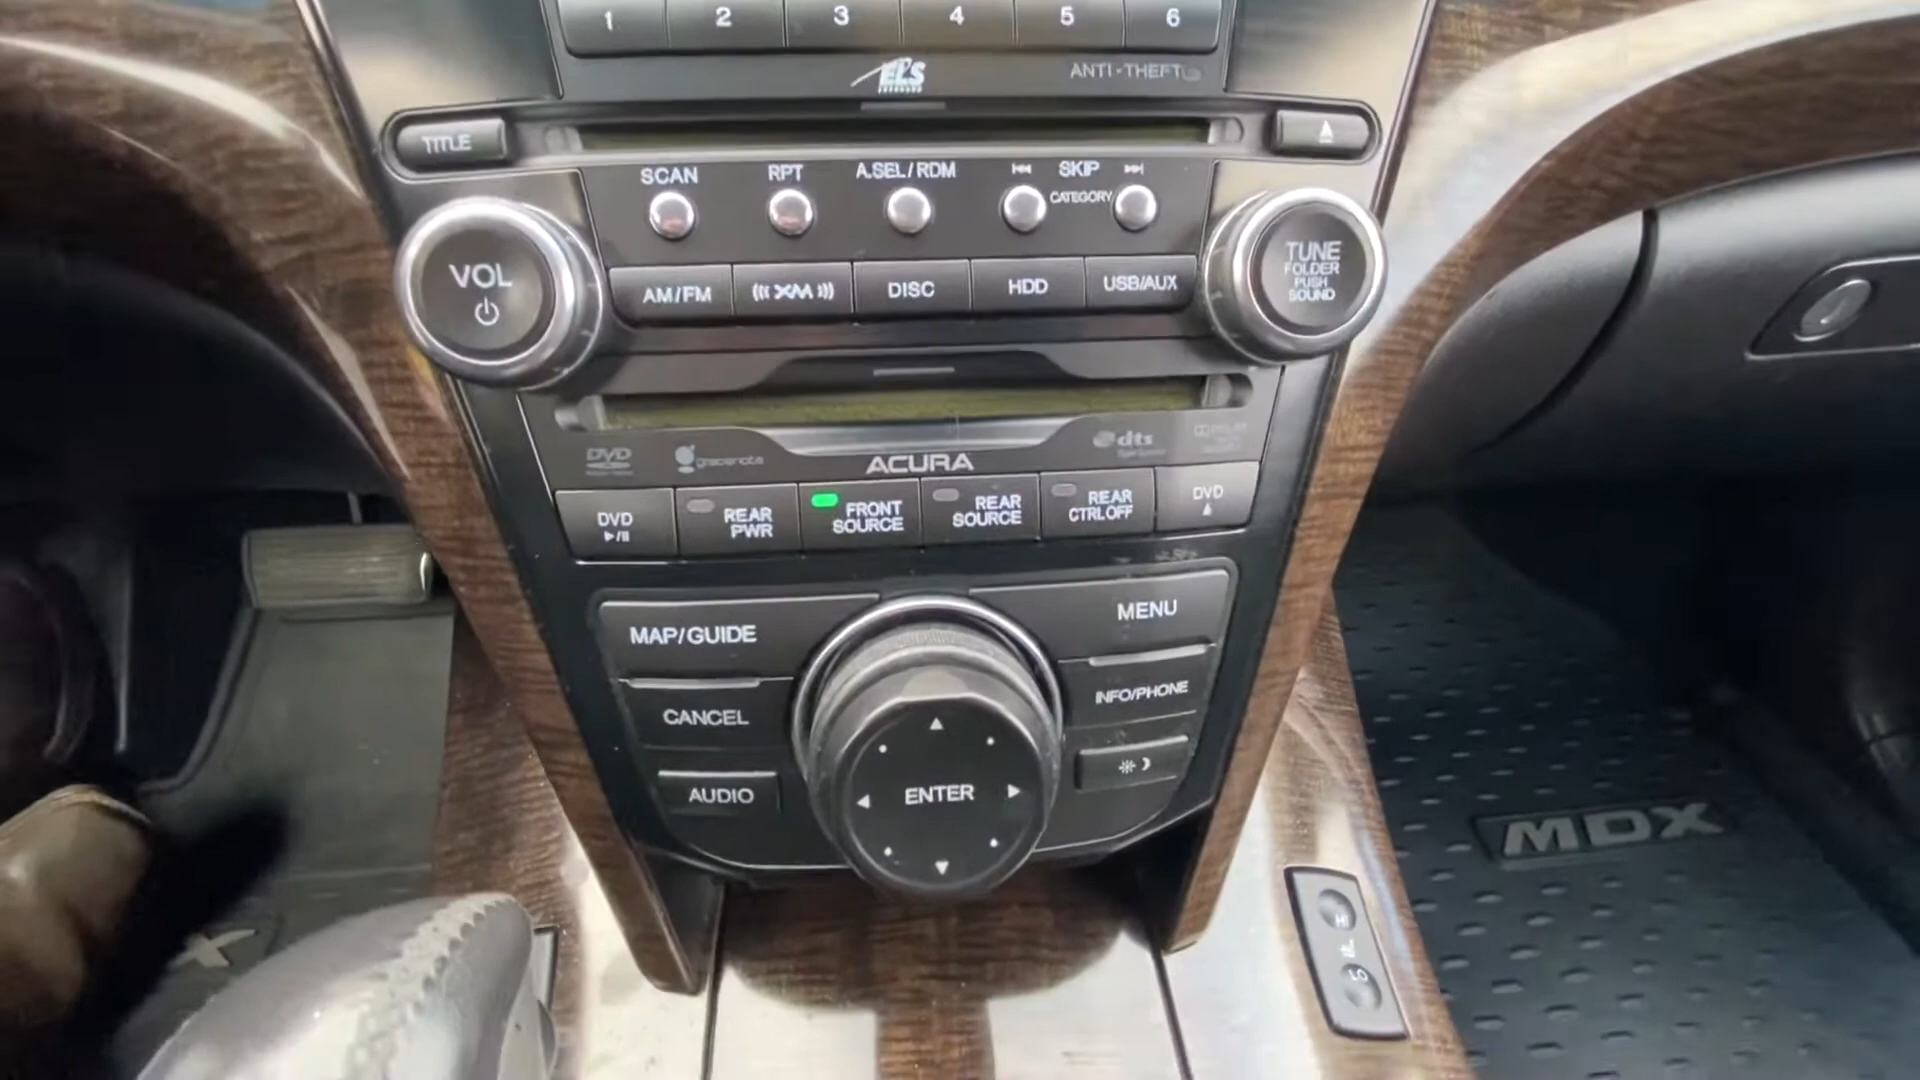 1 2 3 4 5 6
ELS
ANTI-THEFT
TITLE
SCAN RPT A.SEL/RDM SKIP
CATEGORY
VOL
AM/FM XM DISC HDD USB/AUX
TUNE
FOLDER
PUSH
SOUND
DVD gracenote dts
ACURA
DVD
REAR
PWR
FRONT
SOURCE
REAR
SOURCE
REAR
CTRL OFF
DVD
MAP/GUIDE
MENU
CANCEL
INFO/PHONE
AUDIO
ENTER
MDX
X
HI
LO